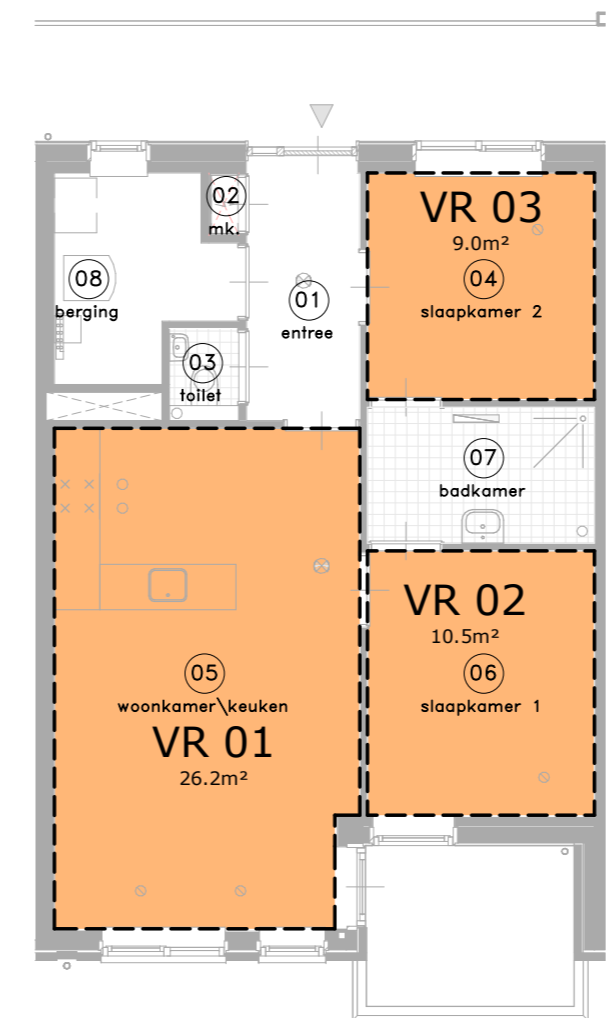 02
mk.
VR 03
9.0m²
04
slaapkamer 2
08
berging
01
entree
03
toilet
07
badkamer
VR 02
10.5m²
06
slaapkamer 1
05
woonkamer\keuken
VR 01
26.2m²